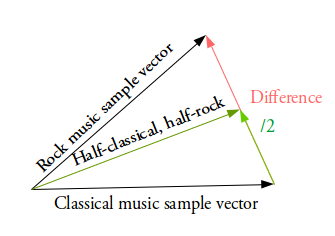 Rock music sample vector
Half-classical, half-rock
Difference
/2
Classical music sample vector